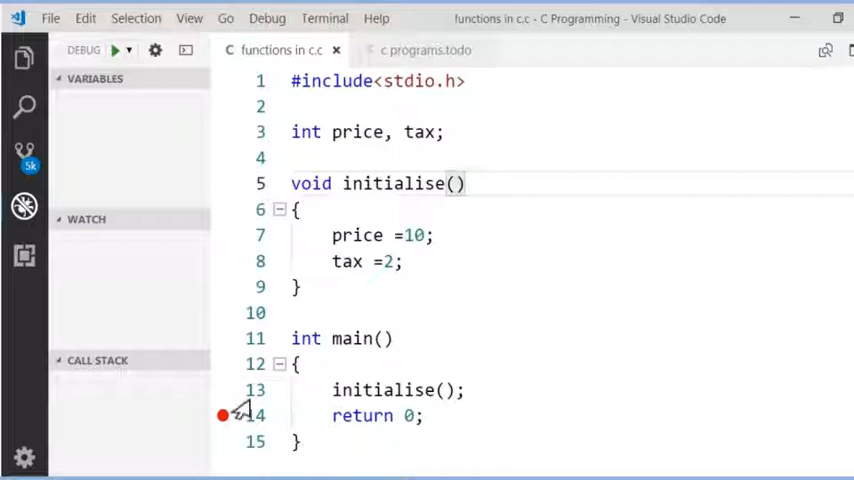 File Edit Selection View Go Debug Terminal Help functions in c.c - C Programming - Visual Studio Code
DEBUG functions in c.c × c programs.todo
VARIABLES
WATCH
CALL STACK
5k
1 #include<stdio.h>
2
3 int price, tax;
4
5 void initialise()
6 {
7 price =10;
8 tax =2;
9 }
10
11 int main()
12 {
13 initialise();
14 return 0;
15 }